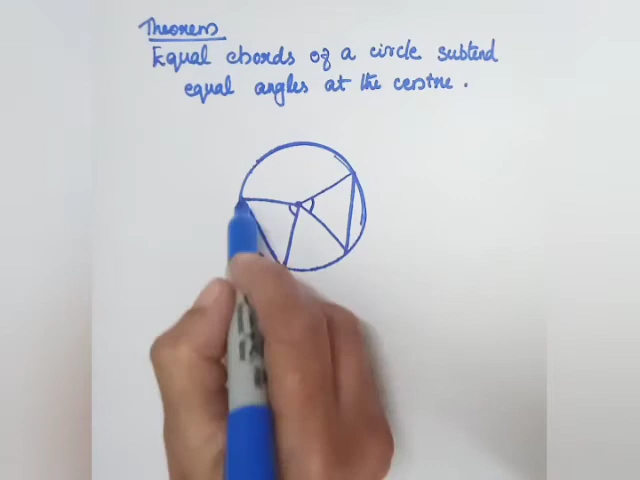 Theorem
Equal chords of a circle subtend
equal angles at the centre.